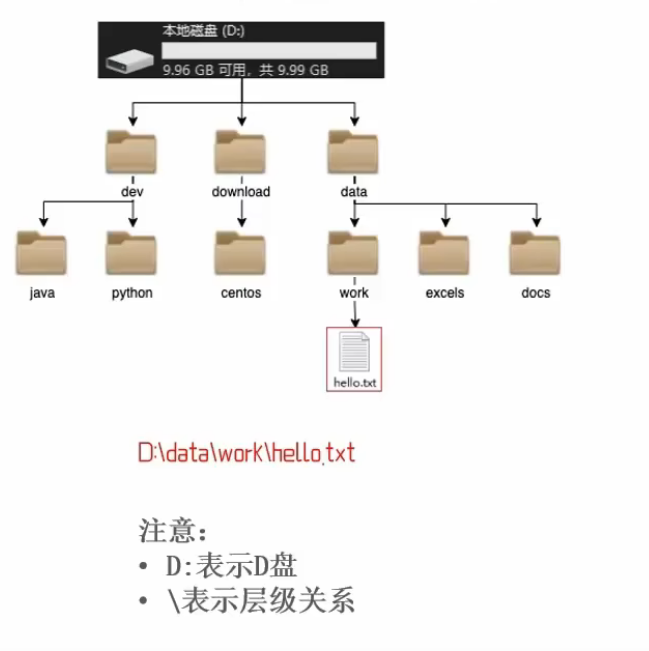 本地磁盘 (D:)
9.96 GB 可用，共 9.99 GB
dev download data
java python centos work excels docs
hello.txt
D:\data\work\hello.txt
注意：
• D:表示D盘
• \表示层级关系